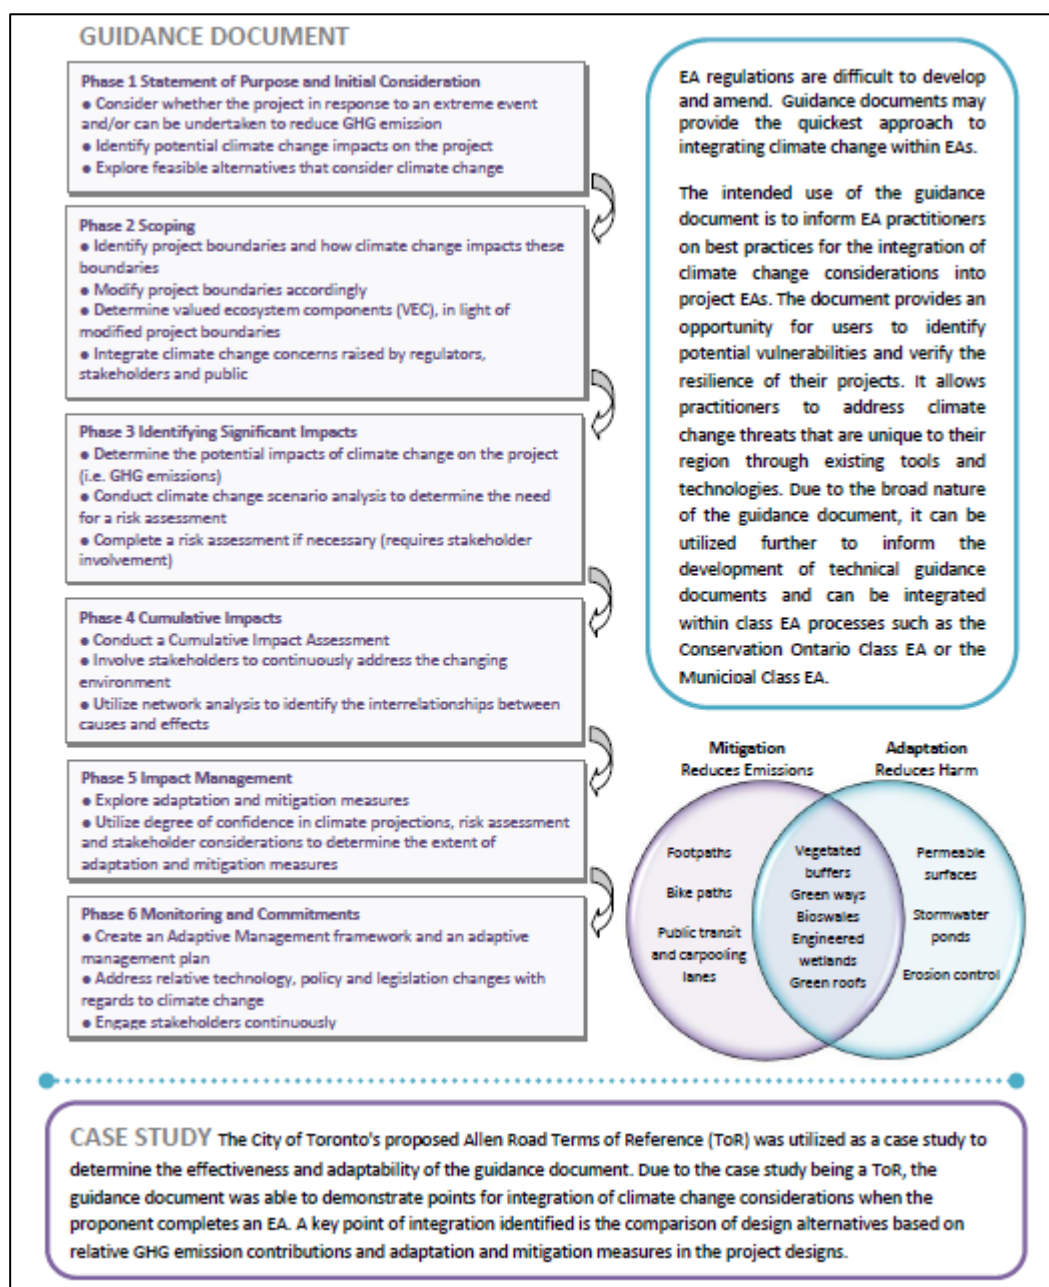 GUIDANCE DOCUMENT
Phase 1 Statement of Purpose and Initial Consideration
● Consider whether the project in response to an extreme event
and/or can be undertaken to reduce GHG emission
● Identify potential climate change impacts on the project
● Explore feasible alternatives that consider climate change
Phase 2 Scoping
● Identify project boundaries and how climate change impacts these
boundaries
● Modify project boundaries accordingly
● Determine valued ecosystem components (VEC), in light of
modified project boundaries
● Integrate climate change concerns raised by regulators,
stakeholders and public
Phase 3 Identifying Significant Impacts
● Determine the potential impacts of climate change on the project
(i.e. GHG emissions)
● Conduct climate change scenario analysis to determine the need
for a risk assessment
● Complete a risk assessment if necessary (requires stakeholder
involvement)
Phase 4 Cumulative Impacts
● Conduct a Cumulative Impact Assessment
● Involve stakeholders to continuously address the changing
environment
● Utilize network analysis to identify the interrelationships between
causes and effects
Phase 5 Impact Management
● Explore adaptation and mitigation measures
● Utilize degree of confidence in climate projections, risk assessment
and stakeholder considerations to determine the extent of
adaptation and mitigation measures
Phase 6 Monitoring and Commitments
● Create an Adaptive Management framework and an adaptive
management plan
● Address relative technology, policy and legislation changes with
regards to climate change
● Engage stakeholders continuously
EA regulations are difficult to develop
and amend. Guidance documents may
provide the quickest approach to
integrating climate change within EAs.
The intended use of the guidance
document is to inform EA practitioners
on best practices for the integration of
climate change considerations into
project EAs. The document provides an
opportunity for users to identify
potential vulnerabilities and verify the
resilience of their projects. It allows
practitioners to address climate
change threats that are unique to their
region through existing tools and
technologies. Due to the broad nature
of the guidance document, it can be
utilized further to inform the
development of technical guidance
documents and can be integrated
within class EA processes such as the
Conservation Ontario Class EA or the
Municipal Class EA.
Mitigation
Reduces Emissions
Adaptation
Reduces Harm
Footpaths
Bike paths
Public transit
and carpooling
lanes
Vegetated
buffers
Green ways
Bioswales
Engineered
wetlands
Green roofs
Permeable
surfaces
Stormwater
ponds
Erosion control
CASE STUDY The City of Toronto's proposed Allen Road Terms of Reference (ToR) was utilized as a case study to
determine the effectiveness and adaptability of the guidance document. Due to the case study being a ToR, the
guidance document was able to demonstrate points for integration of climate change considerations when the
proponent completes an EA. A key point of integration identified is the comparison of design alternatives based on
relative GHG emission contributions and adaptation and mitigation measures in the project designs.